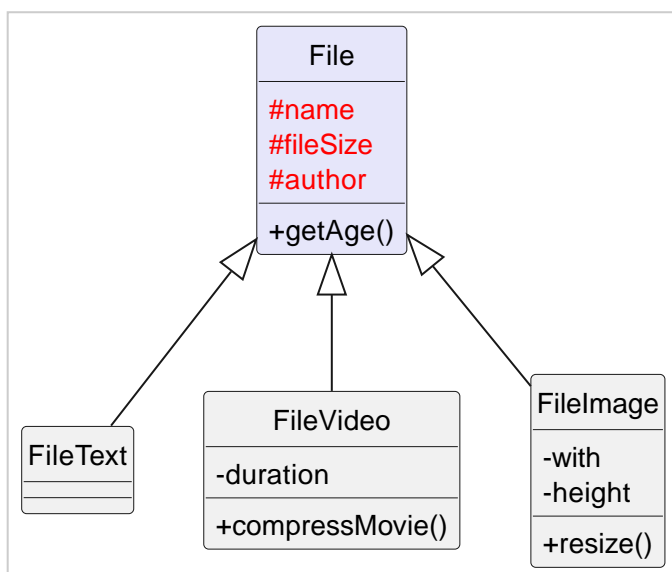 File
#name
#fileSize
#author
+getAge()
FileText
FileVideo
-duration
+compressMovie()
FileImage
-with
-height
+resize()